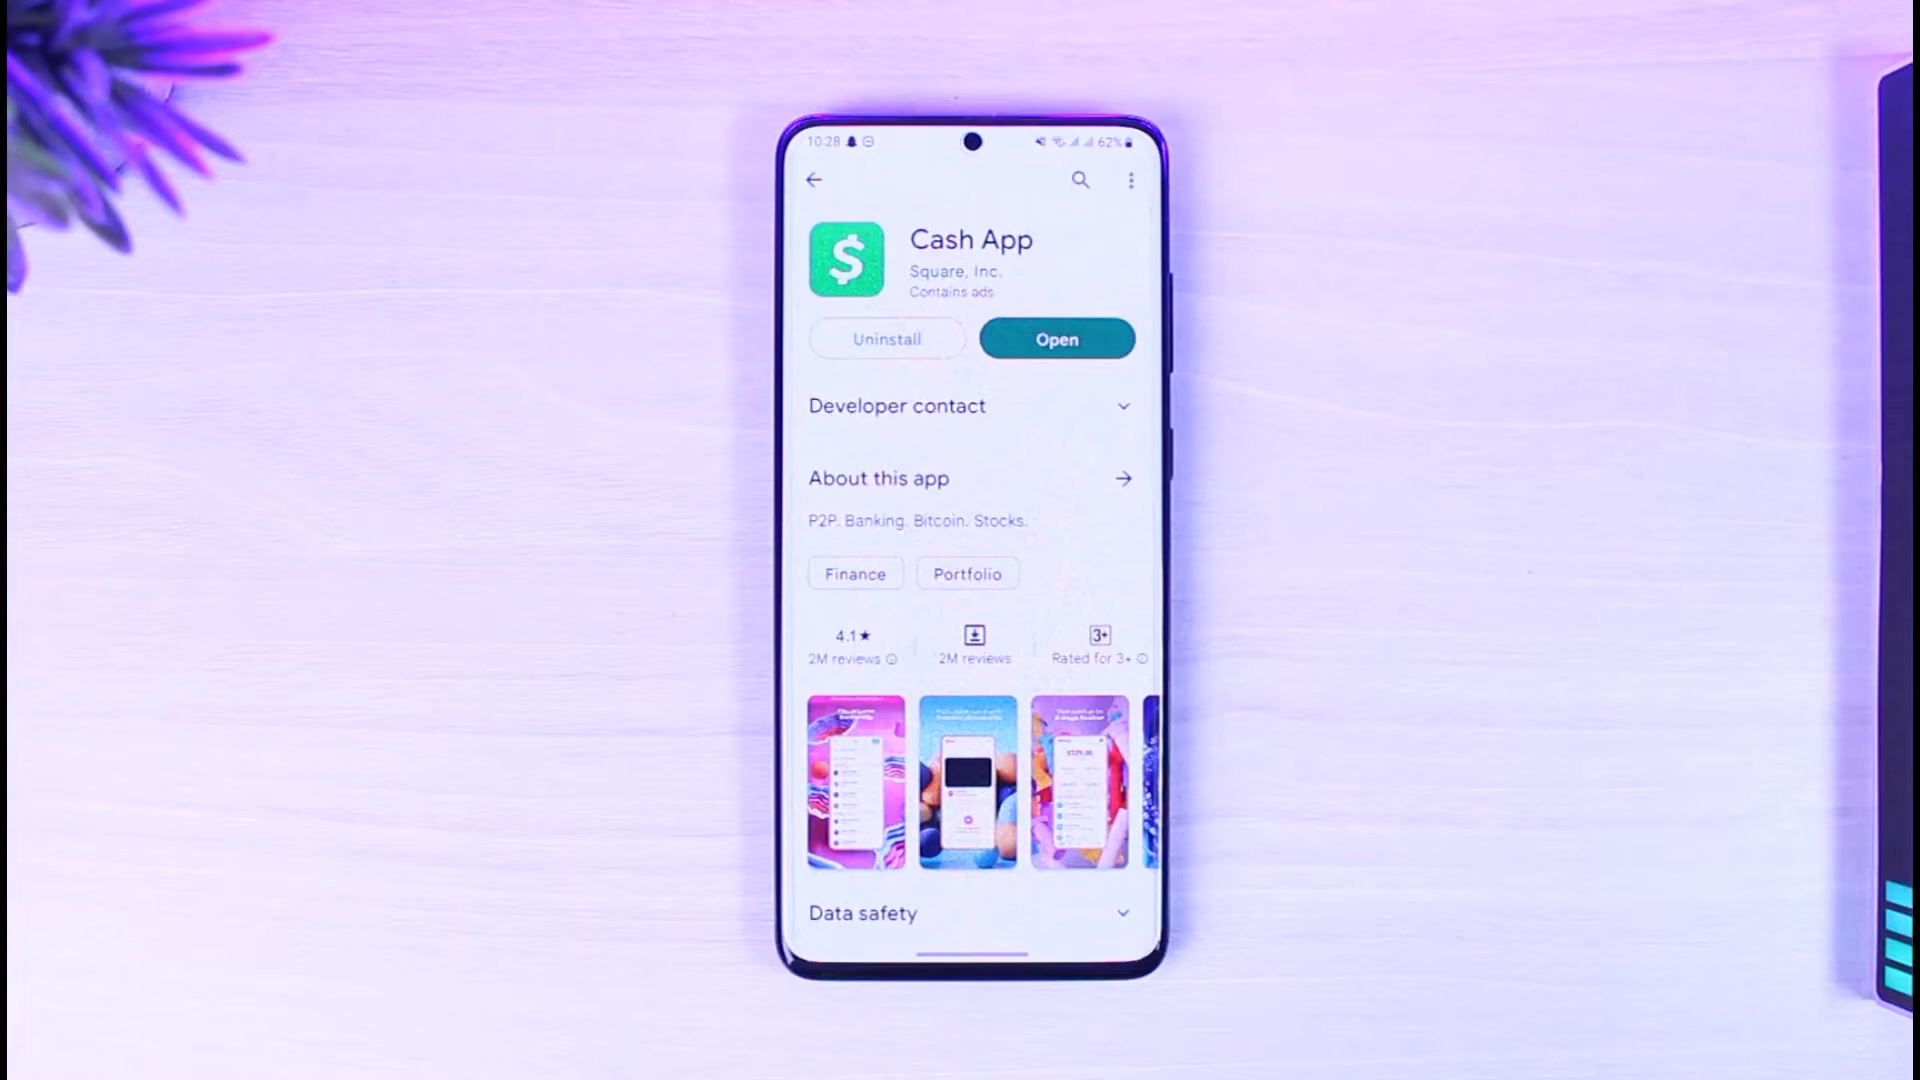 10:28 62%
Cash App
Square, Inc.
Contains ads
Uninstall Open
Developer contact
About this app
P2P. Banking. Bitcoin. Stocks.
Finance Portfolio
4.1★ 3+
2M reviews 2M reviews Rated for 3+
Data safety